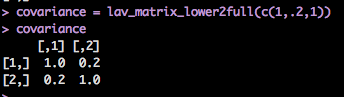 > covariance = lav_matrix_lower2full(c(1,.2,1))
> covariance
     [,1] [,2]
[1,]  1.0  0.2
[2,]  0.2  1.0
>